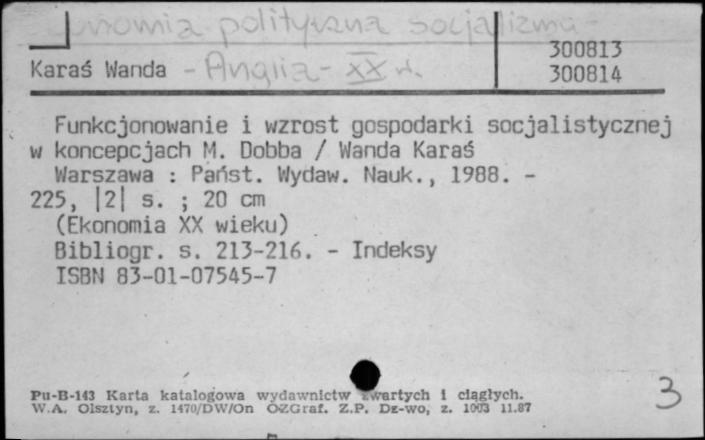 polityczna socjalizmu -
300813
Karaś Wanda - Anglia - XX w. 300814
Funkcjonowanie i wzrost gospodarki socjalistycznej
w koncepcjach M. Dobba / Wanda Karaś
Warszawa : Państ. Wydaw. Nauk., 1988. -
225, |2| s. ; 20 cm
(Ekonomia XX wieku)
Bibliogr. s. 213-216. - Indeksy
ISBN 83-01-07545-7
Pu-B-143 Karta katalogowa wydawnictw zwartych i ciągłych.
W.A. Olsztyn, z. 1470/DW/On OZGraf. Z.P. Dz-wo, z. 1003 11.87
3